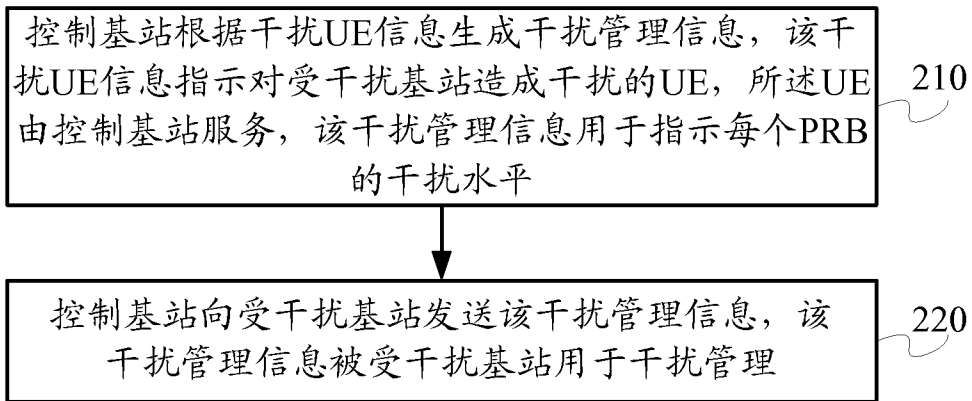 控制基站根据干扰UE信息生成干扰管理信息，该干
扰UE信息指示对受干扰基站造成干扰的UE，所述UE
由控制基站服务，该干扰管理信息用于指示每个PRB
的干扰水平
210
控制基站向受干扰基站发送该干扰管理信息，该
干扰管理信息被受干扰基站用于干扰管理
220